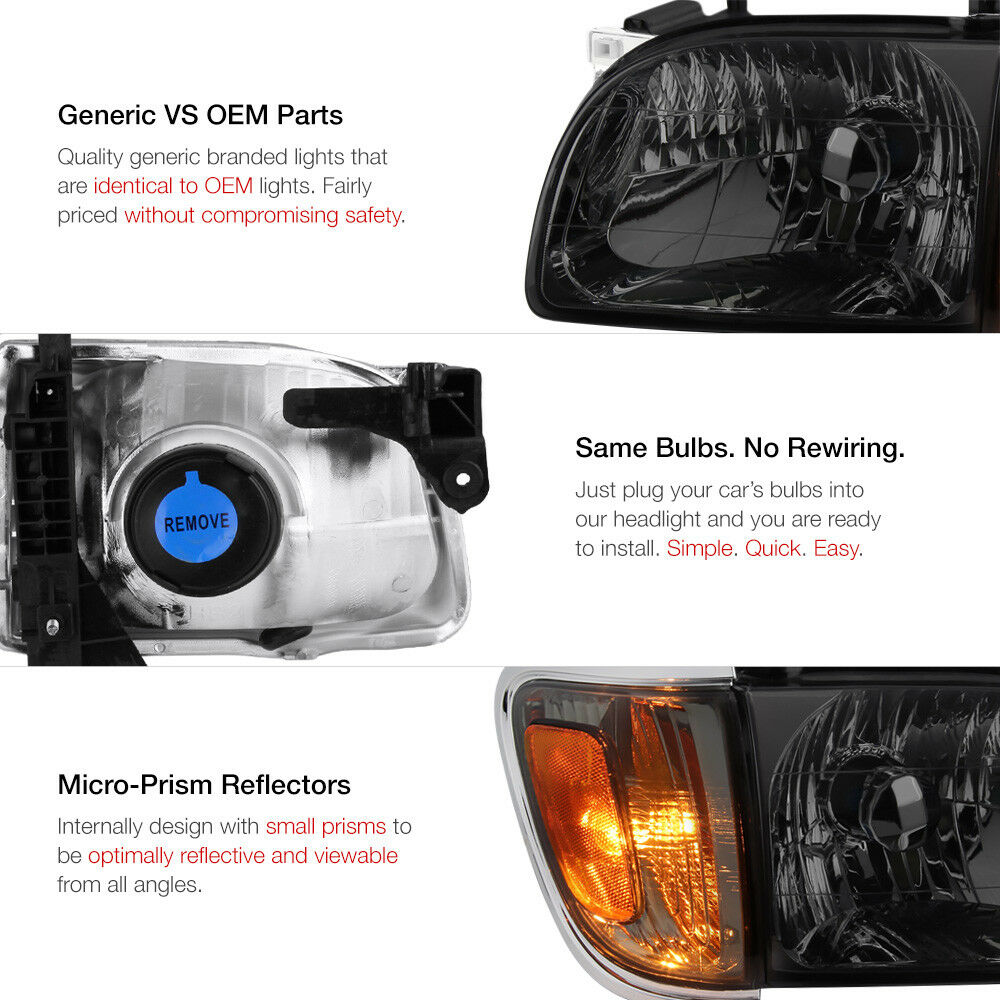 Generic VS OEM Parts
Quality generic branded lights that
are identical to OEM lights. Fairly
priced without compromising safety.
REMOVE
Same Bulbs. No Rewiring.
Just plug your car's bulbs into
our headlight and you are ready
to install. Simple. Quick. Easy.
Micro-Prism Reflectors
Internally design with small prisms to
be optimally reflective and viewable
from all angles.